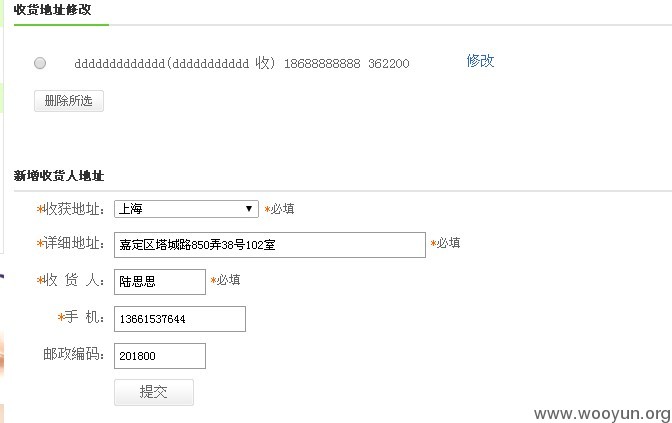 收货地址修改
ddddddddddddd(ddddddddddd 收) 18688888888 362200 修改
删除所选
新增收货人地址
*收获地址: 上海 *必填
*详细地址: 嘉定区塔城路850弄38号102室 *必填
*收 货 人: 陆思思 *必填
*手 机: 13661537644
邮政编码: 201800
提交
www.wooyun.org